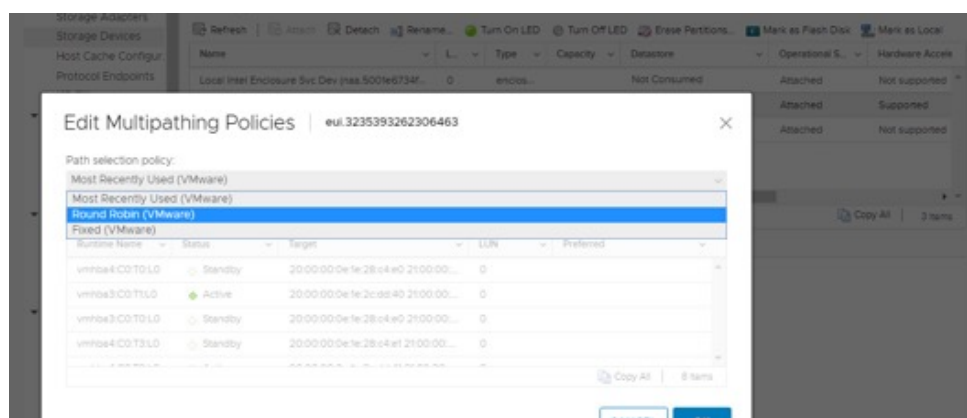 Storage Adapters
Storage Devices
Host Cache Configur
Protocol Endpoints
Refresh | Attach Detach Rename... Turn On LED Turn Off LED Erase Partitions... Mark as Flash Disk Mark as Local
Name L... Type Capacity Datastore Operational S... Hardware Accele
Local Intel Enclosure Svc Dev (naa.500fe6734f... 0 enclos... Not Consumed Attached Not supported
Attached Supported
Attached Not supported
Copy All | 3 items
Edit Multipathing Policies | eui.3235393262306463
Path selection policy:
Most Recently Used (VMware)
Most Recently Used (VMware)
Round Robin (VMware)
Fixed (VMware)
Runtime Name Status Target LUN Preferred
vmhba4:C0:T0:L0 Standby 20:00:00:0e:1e:28:c4:e0 21:00:00:... 0
vmhba3:C0:T1:L0 Active 20:00:00:0e:1e:2c:dd:40 21:00:00:... 0
vmhba3:C0:T0:L0 Standby 20:00:00:0e:1e:28:c4:e0 21:00:00:... 0
vmhba4:C0:T3:L0 Standby 20:00:00:0e:1e:28:c4:e1 21:00:00:... 0
Copy All | 8 items